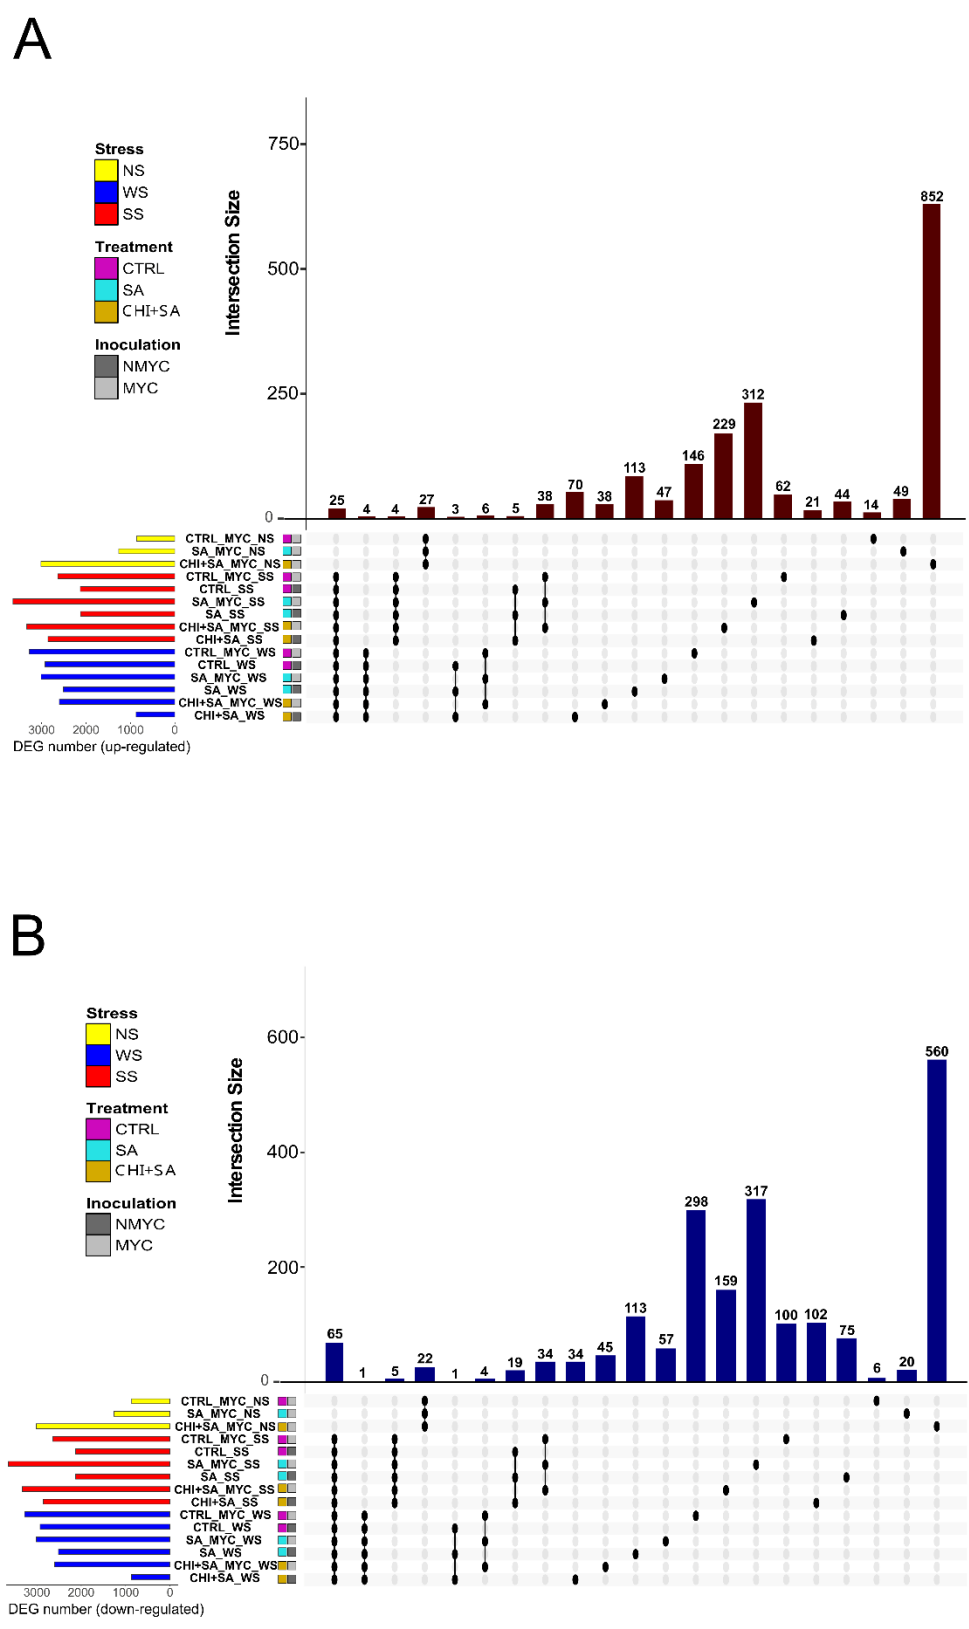 A
Stress
NS
WS
SS
Treatment
CTRL
SA
CHI+SA
Inoculation
NMYC
MYC
Intersection Size
750
500
250
0
25 4 4 27 3 6 5 38 70 38 113 47 146 229 312 62 21 44 14 49 852
CTRL_MYC_NS
SA_MYC_NS
CHI+SA_MYC_NS
CTRL_MYC_SS
CTRL_SS
SA_MYC_SS
SA_SS
CHI+SA_MYC_SS
CHI+SA_SS
CTRL_MYC_WS
CTRL_WS
SA_MYC_WS
SA_WS
CHI+SA_MYC_WS
CHI+SA_WS
3000 2000 1000 0
DEG number (up-regulated)
B
Stress
NS
WS
SS
Treatment
CTRL
SA
CHI+SA
Inoculation
NMYC
MYC
Intersection Size
600
400
200
0
65 1 5 22 1 4 19 34 34 45 113 57 298 159 317 100 102 75 6 20 560
CTRL_MYC_NS
SA_MYC_NS
CHI+SA_MYC_NS
CTRL_MYC_SS
CTRL_SS
SA_MYC_SS
SA_SS
CHI+SA_MYC_SS
CHI+SA_SS
CTRL_MYC_WS
CTRL_WS
SA_MYC_WS
SA_WS
CHI+SA_MYC_WS
CHI+SA_WS
3000 2000 1000 0
DEG number (down-regulated)